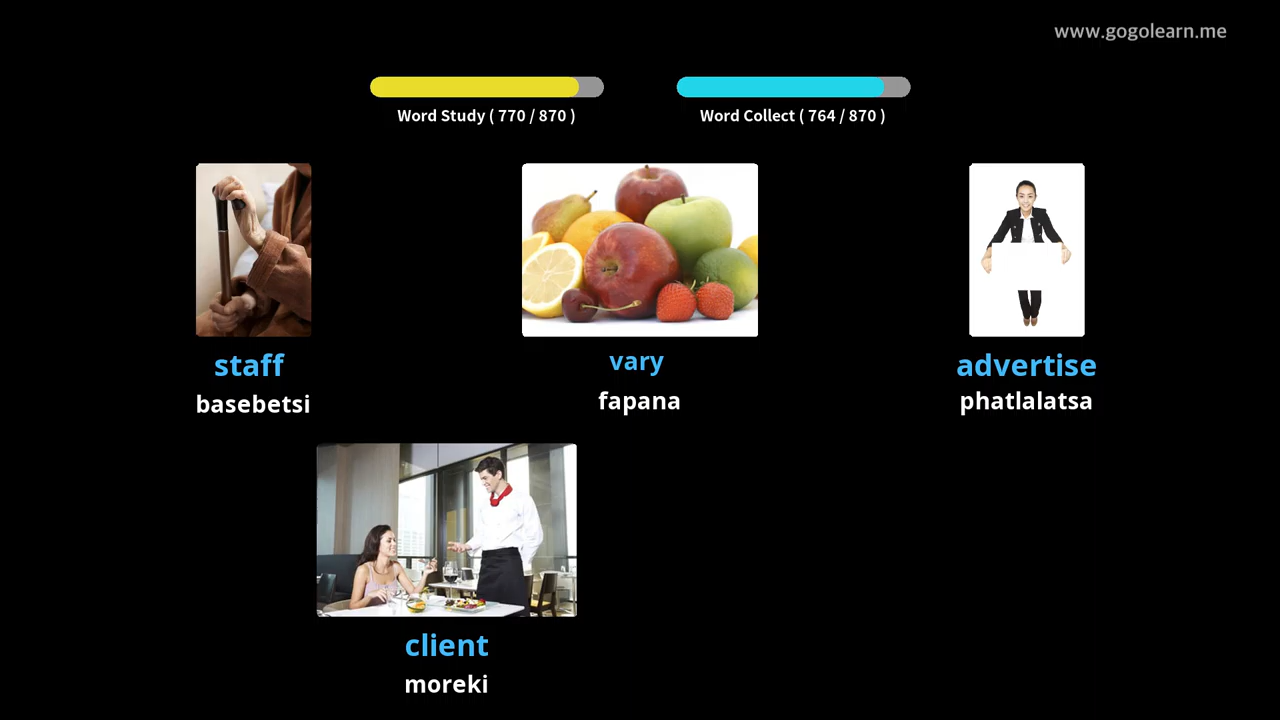 www.gogolearn.me
Word Study ( 770 / 870 )
Word Collect ( 764 / 870 )
staff
basebetsi
vary
fapana
advertise
phatlalatsa
client
moreki